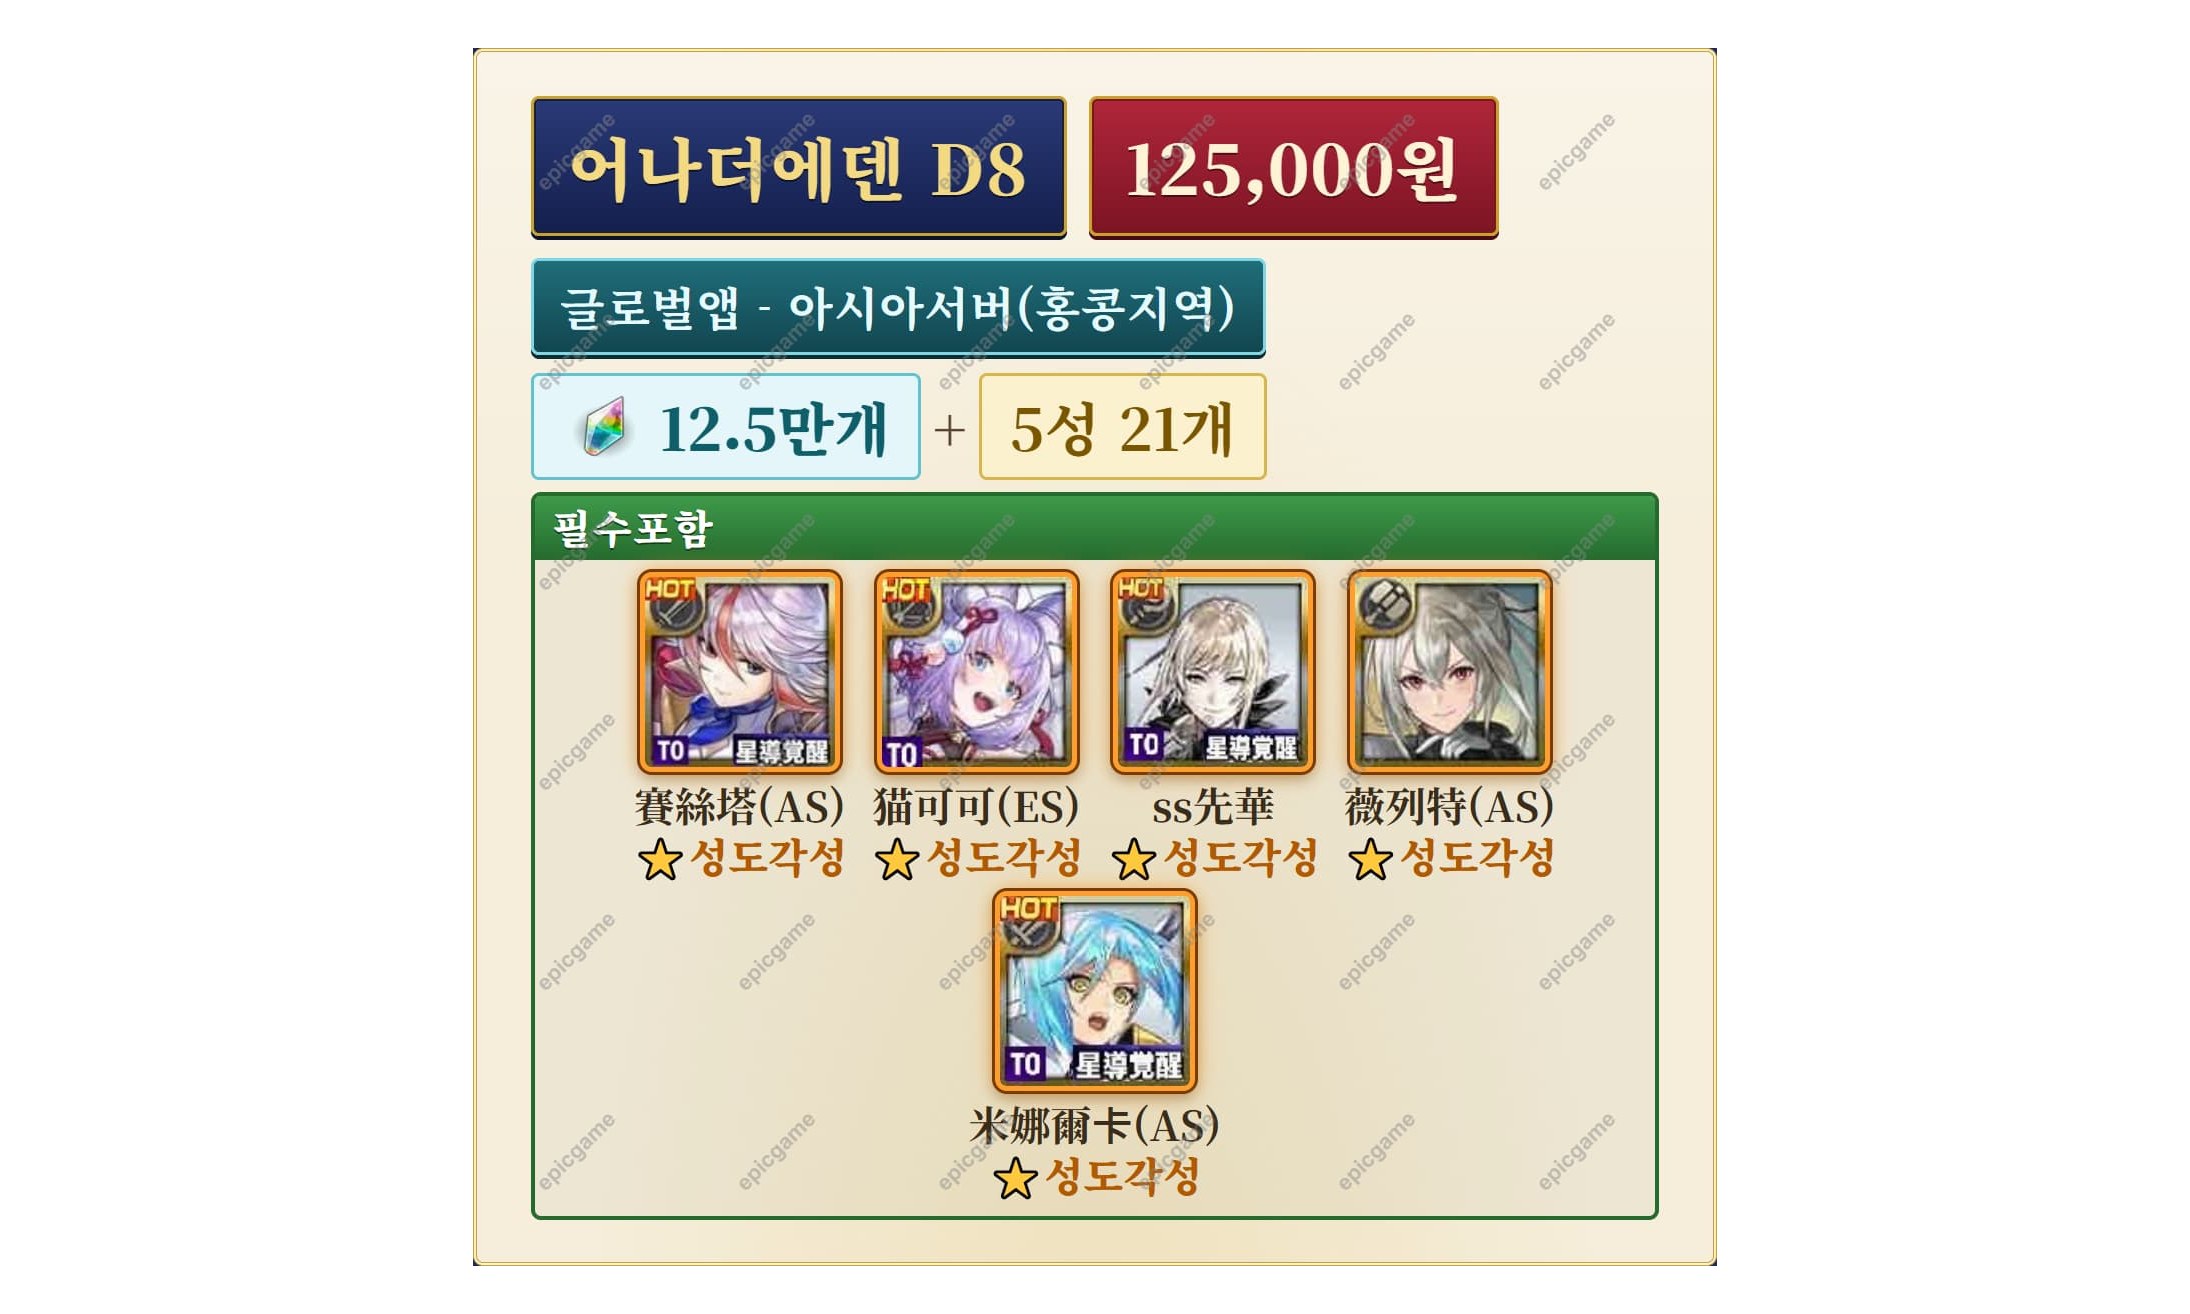 어나더에덴 D8 125,000원
글로벌앱 - 아시아서버(홍콩지역)
12.5만개 + 5성 21개
필수포함
HOT HOT HOT
TO 星導覚醒 TO TO 星導覚醒
賽絲塔(AS) 猫可可(ES) ss先華 薇列特(AS)
성도각성 성도각성 성도각성 성도각성
HOT
TO 星導覚醒
米娜爾卡(AS)
성도각성
epicgame